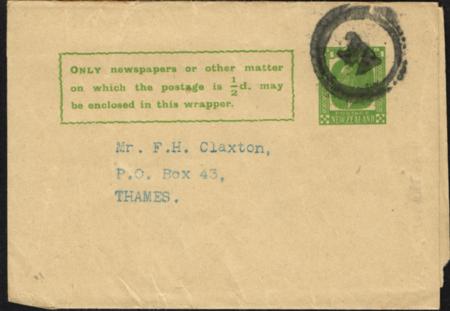 ONLY newspapers or other matter
on which the postage is ½d. may
be enclosed in this wrapper.
POSTAGE
NEW ZEALAND
Mr. F.H. Claxton,
P.O. Box 43,
THAMES.